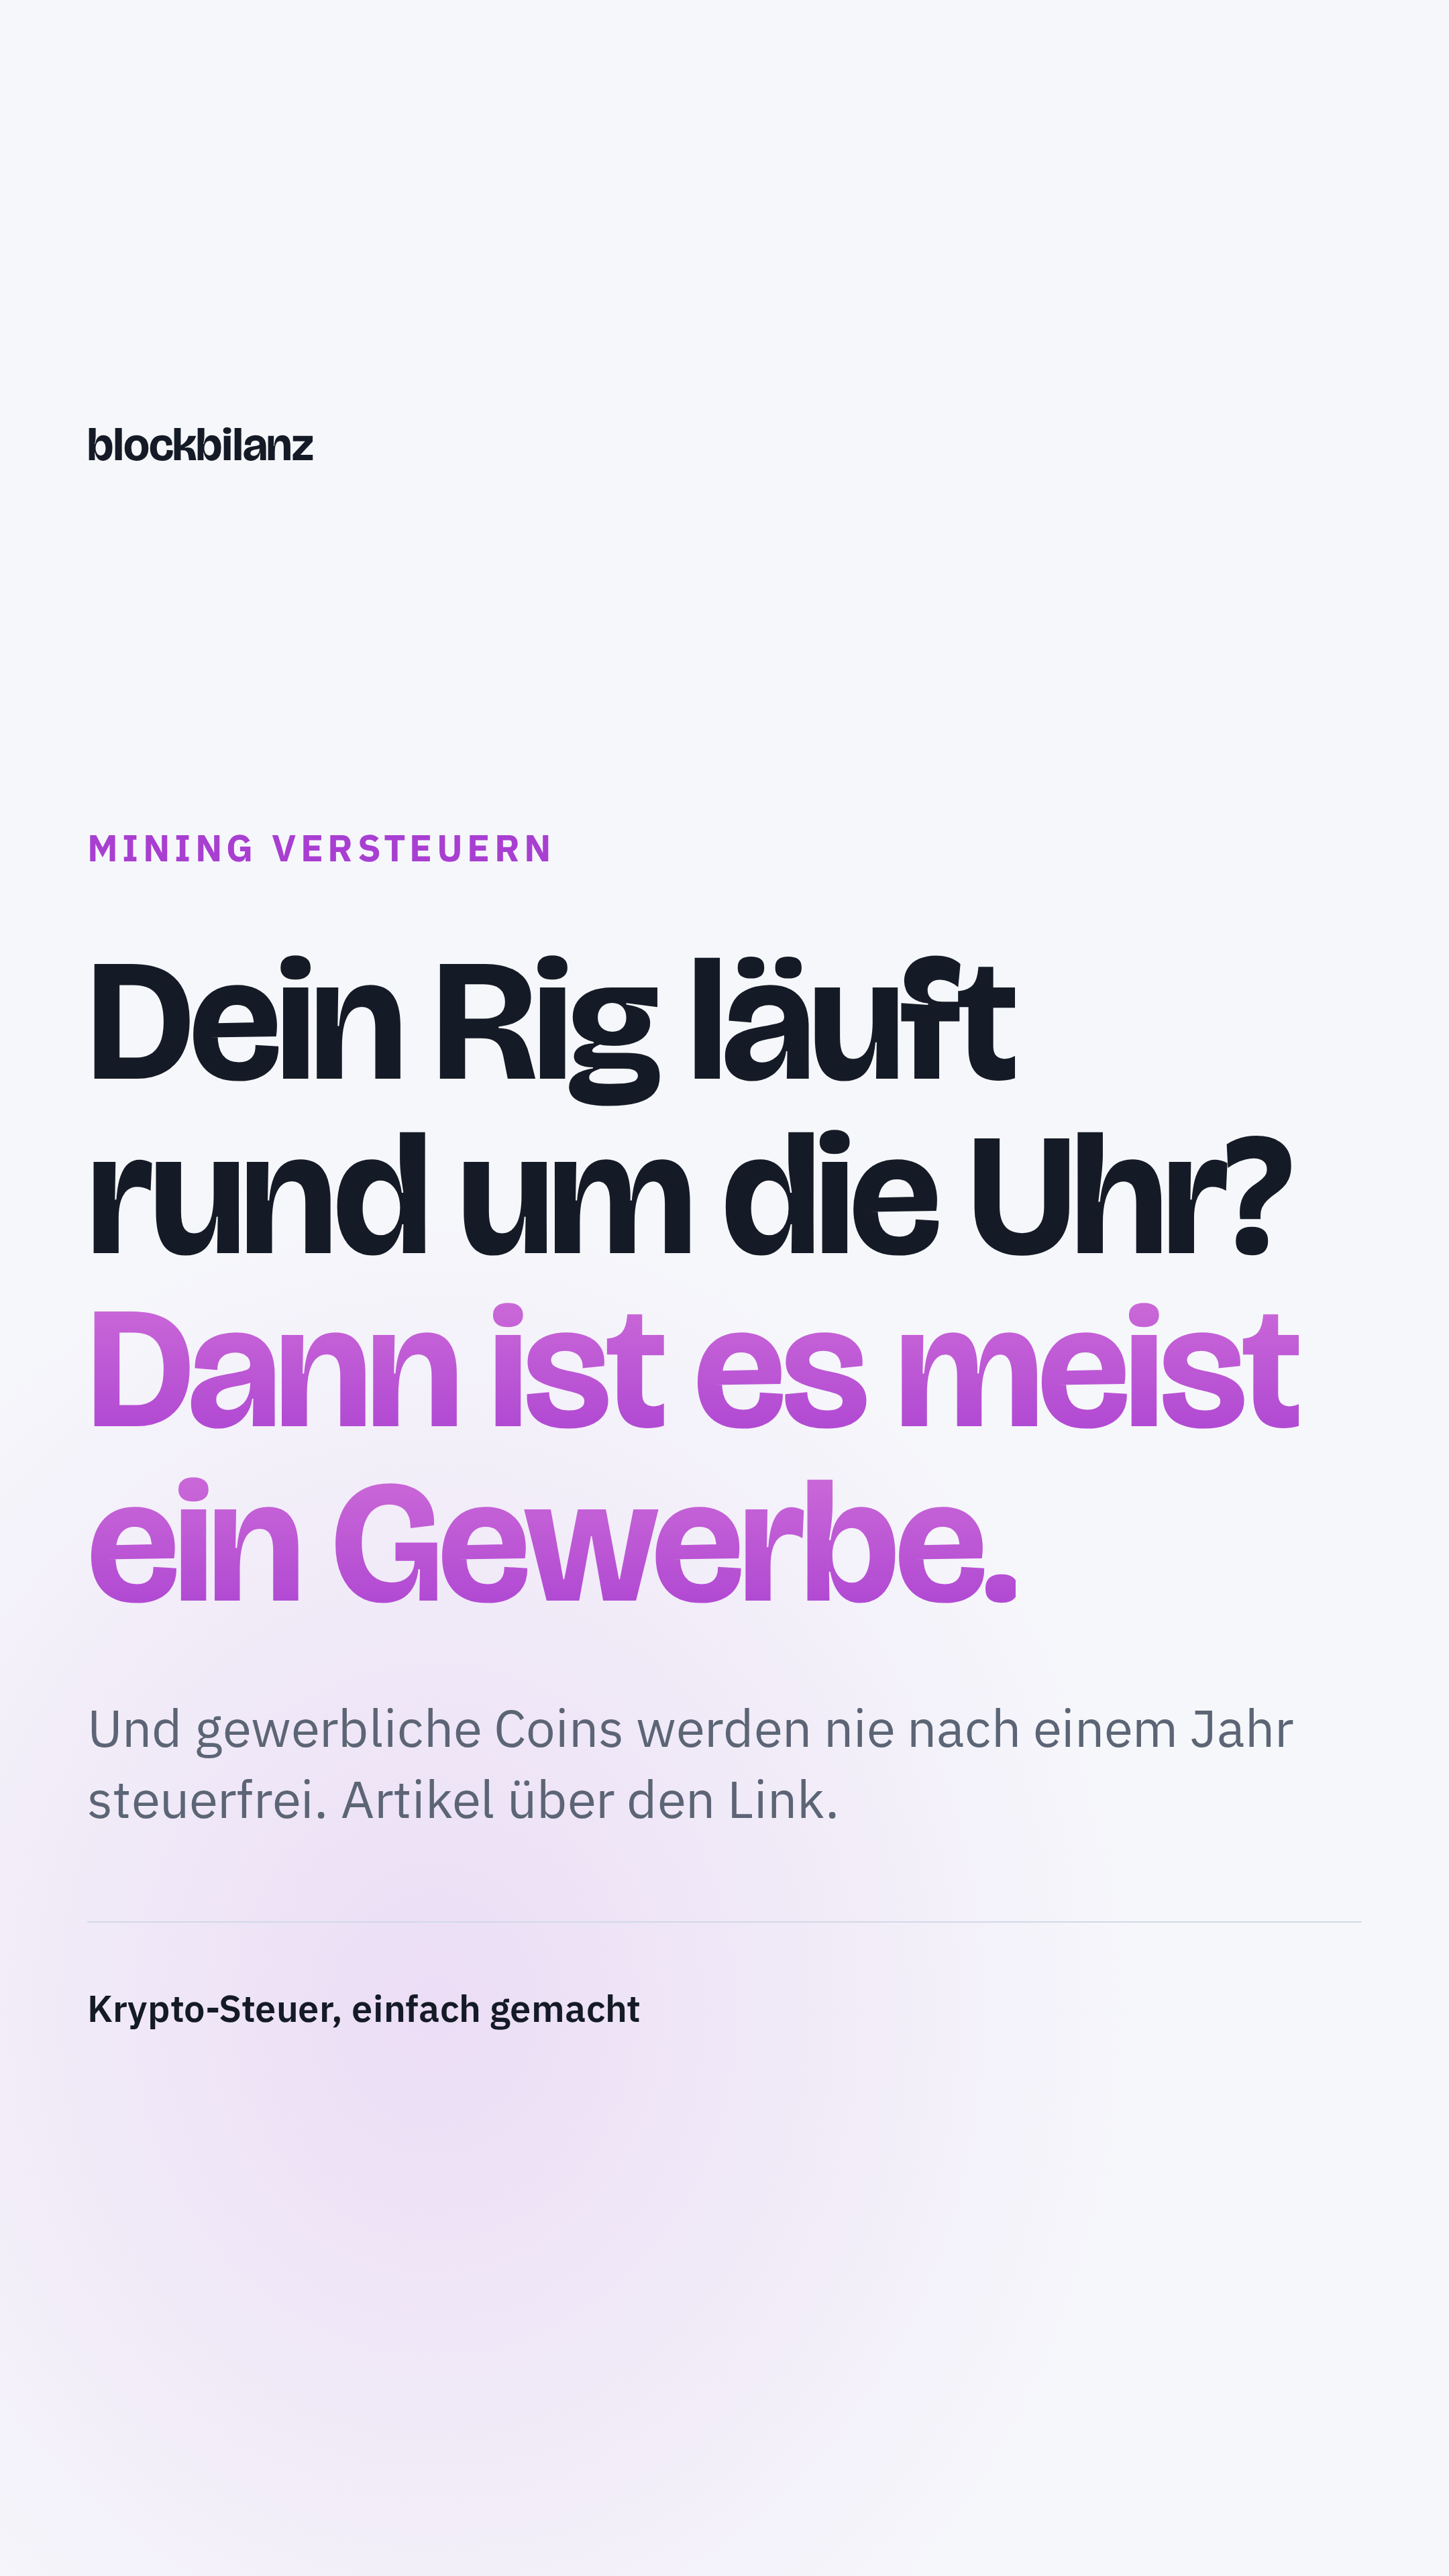 blockbilanz
MINING VERSTEUERN
Dein Rig läuft
rund um die Uhr?
Dann ist es meist
ein Gewerbe.
Und gewerbliche Coins werden nie nach einem Jahr
steuerfrei. Artikel über den Link.
Krypto-Steuer, einfach gemacht